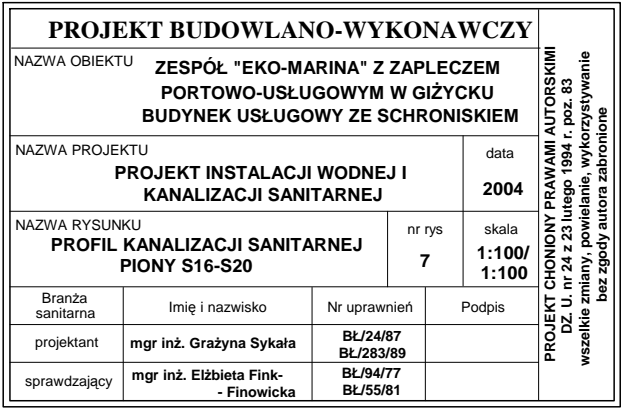 PROJEKT BUDOWLANO-WYKONAWCZY
NAZWA OBIEKTU
ZESPÓŁ "EKO-MARINA" Z ZAPLECZEM
PORTOWO-USŁUGOWYM W GIŻYCKU
BUDYNEK USŁUGOWY ZE SCHRONISKIEM
NAZWA PROJEKTU
PROJEKT INSTALACJI WODNEJ I
KANALIZACJI SANITARNEJ
data
2004
NAZWA RYSUNKU
PROFIL KANALIZACJI SANITARNEJ
PIONY S16-S20
nr rys
7
skala
1:100/
1:100
Branża
sanitarna
Imię i nazwisko
Nr uprawnień
Podpis
projektant
mgr inż. Grażyna Sykała
BŁ/24/87
BŁ/283/89
sprawdzający
mgr inż. Elżbieta Fink-
- Finowicka
BŁ/94/77
BŁ/55/81
PROJEKT CHONIONY PRAWAMI AUTORSKIMI
DZ. U. nr 24 z 23 lutego 1994 r. poz. 83
wszelkie zmiany, powielanie, wykorzystywanie
bez zgody autora zabronione